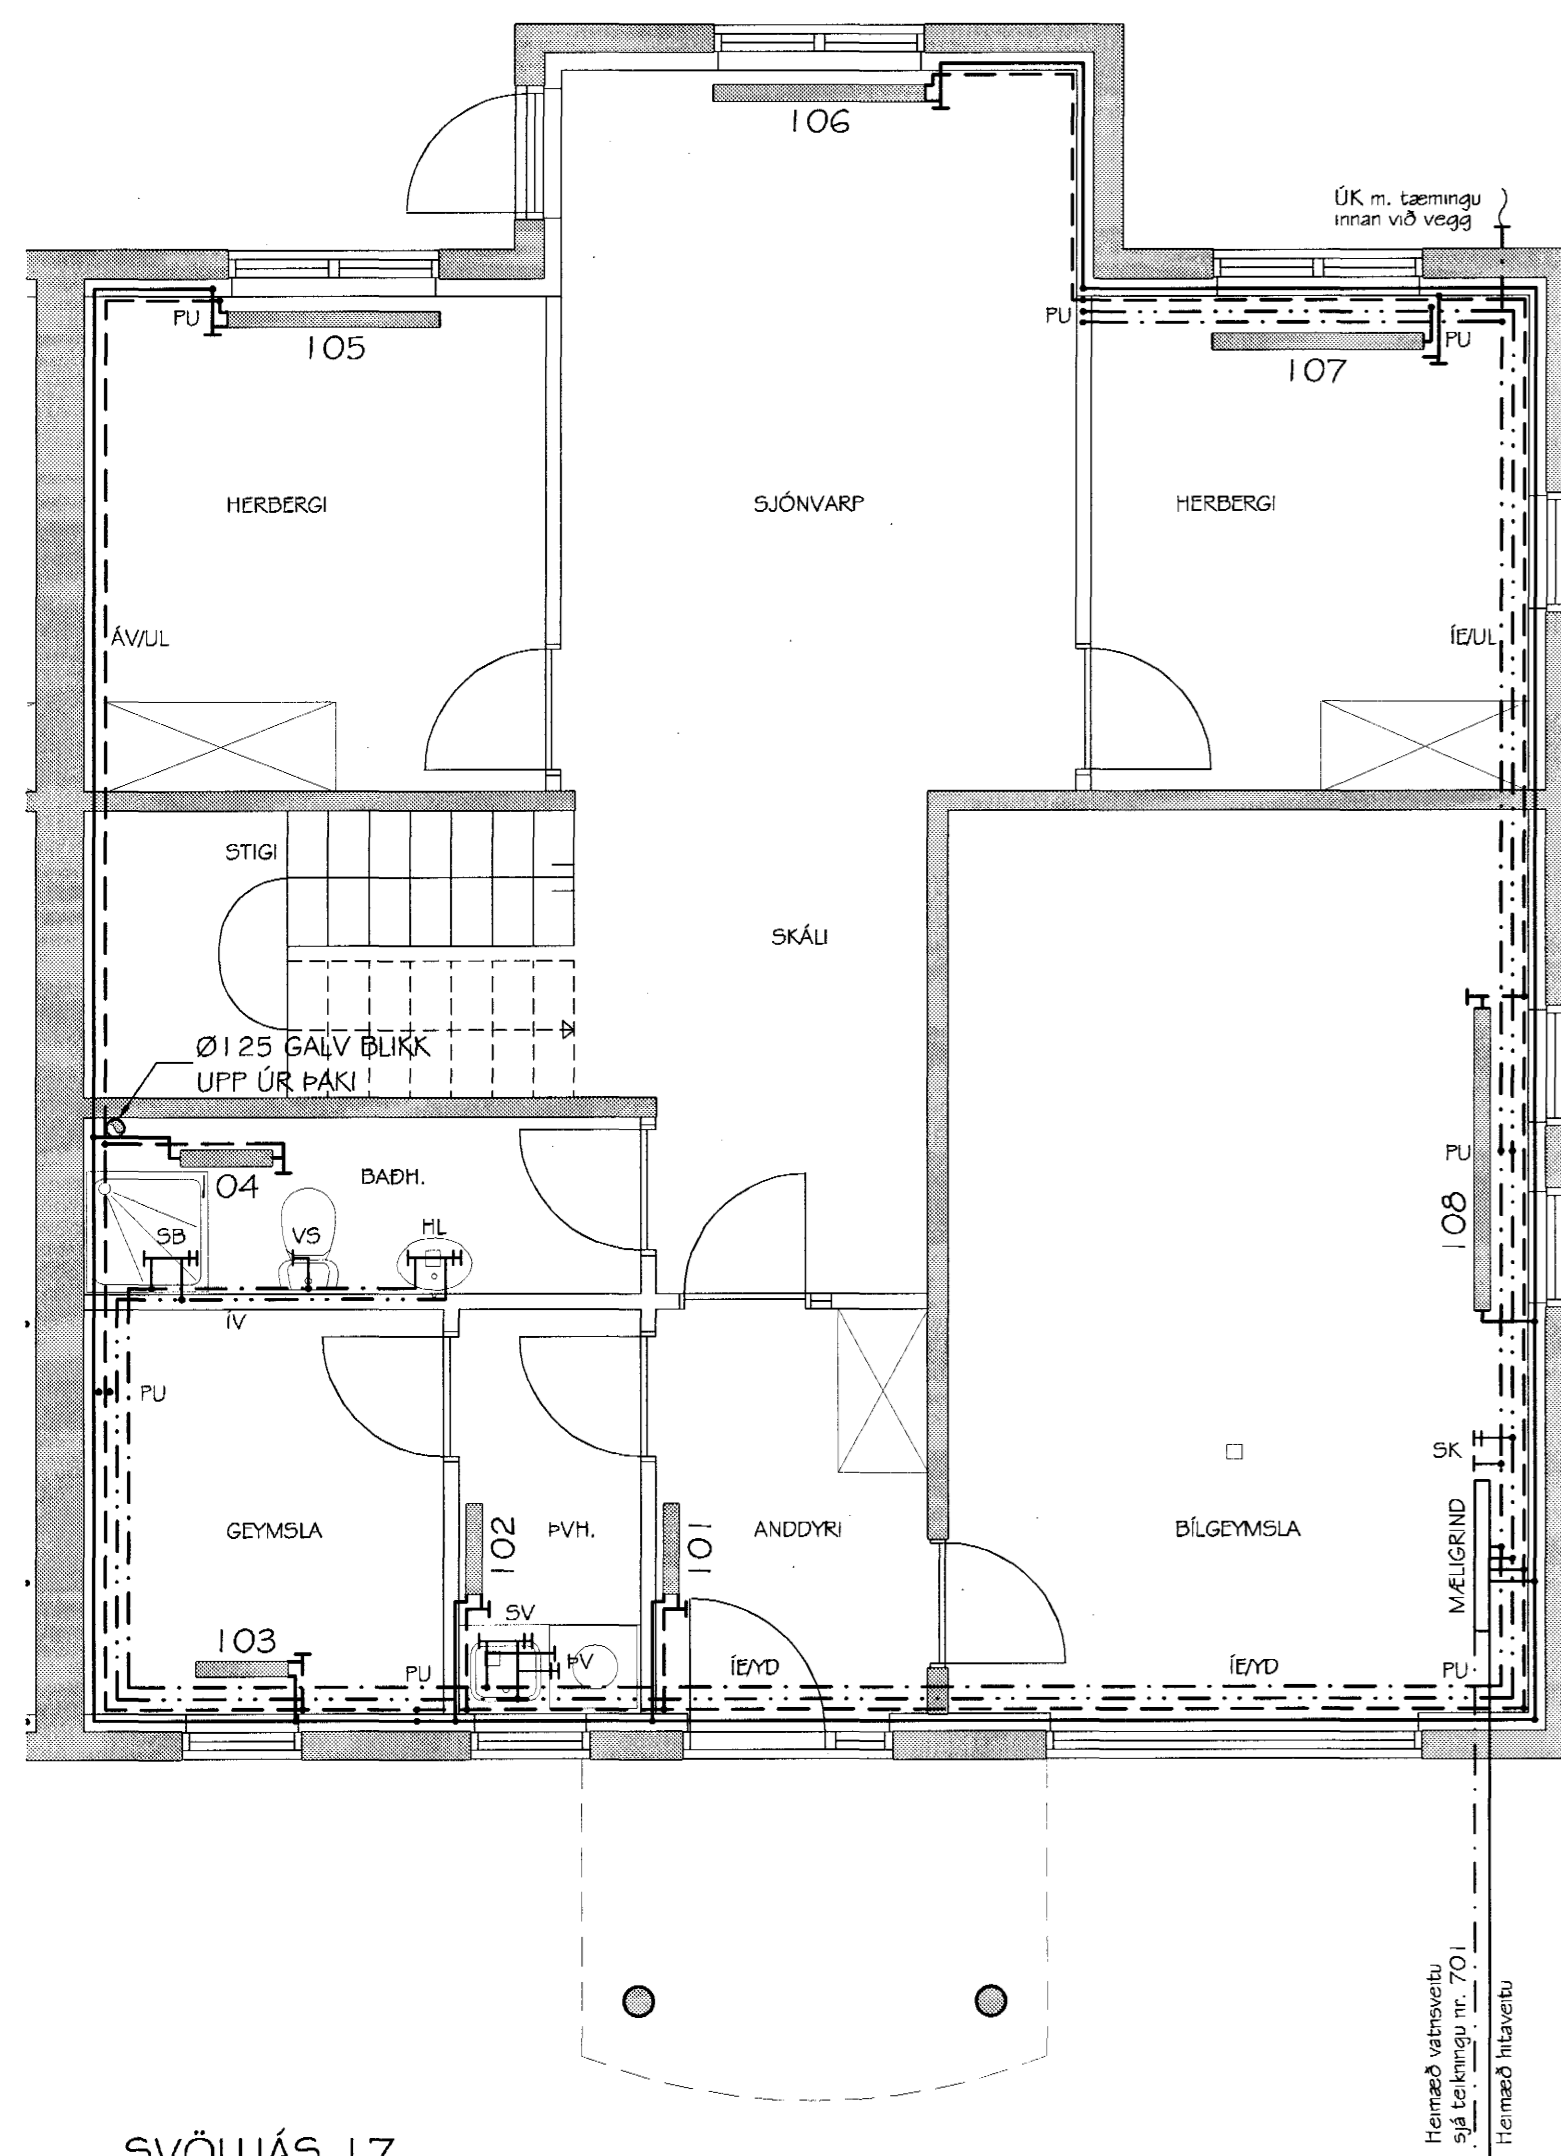 106
ÚK m. tæmingu
innan við vegg
PU
105
PU
PU
107
HERBERGI
SJÓNVARP
HERBERGI
ÁV/UL
ÍE/UL
STIGI
SKÁLI
Ø125 GALV BLIKK
UPP ÚR ÞAKI
04
BAÐH.
PU
108
SB
VS
HL
ÍV
PU
SK
GEYMSLA
102
ÞVH.
101
ANDDYRI
BÍLGEYMSLA
MÆLIGRIND
103
SV
ÞV
PU
ÍE/YD
ÍE/YD
PU
Heimæð vatnsveitu
sjá teikningu nr. 701
Heimæð hitaveitu